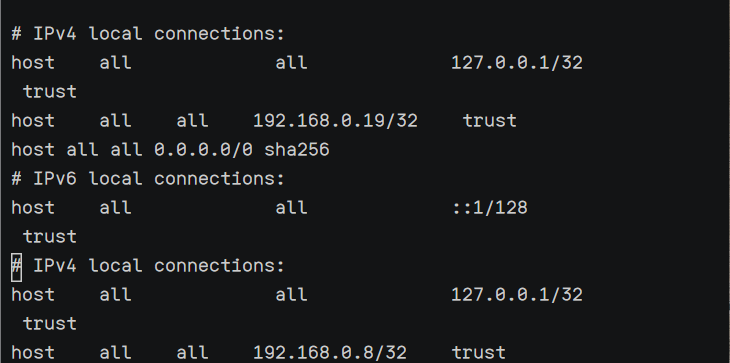 # IPv4 local connections:
host    all             all             127.0.0.1/32
 trust
host    all    all    192.168.0.19/32    trust
host all all 0.0.0.0/0 sha256
# IPv6 local connections:
host    all             all             ::1/128
 trust
# IPv4 local connections:
host    all             all             127.0.0.1/32
 trust
host    all    all    192.168.0.8/32    trust